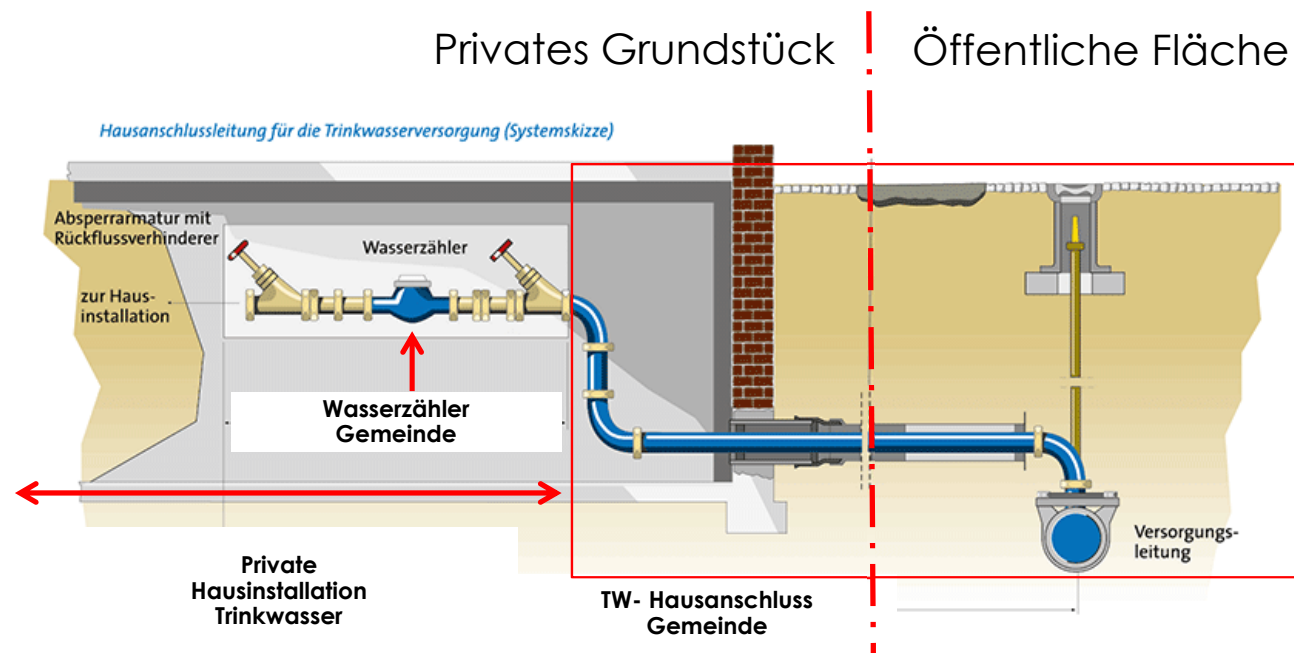 Privates Grundstück
Öffentliche Fläche
Hausanschlussleitung für die Trinkwasserversorgung (Systemskizze)
Absperrarmatur mit
Rückflussverhinderer
Wasserzähler
zur Haus-
installation
Wasserzähler
Gemeinde
Versorgungs-
leitung
Private
Hausinstallation
Trinkwasser
TW- Hausanschluss
Gemeinde